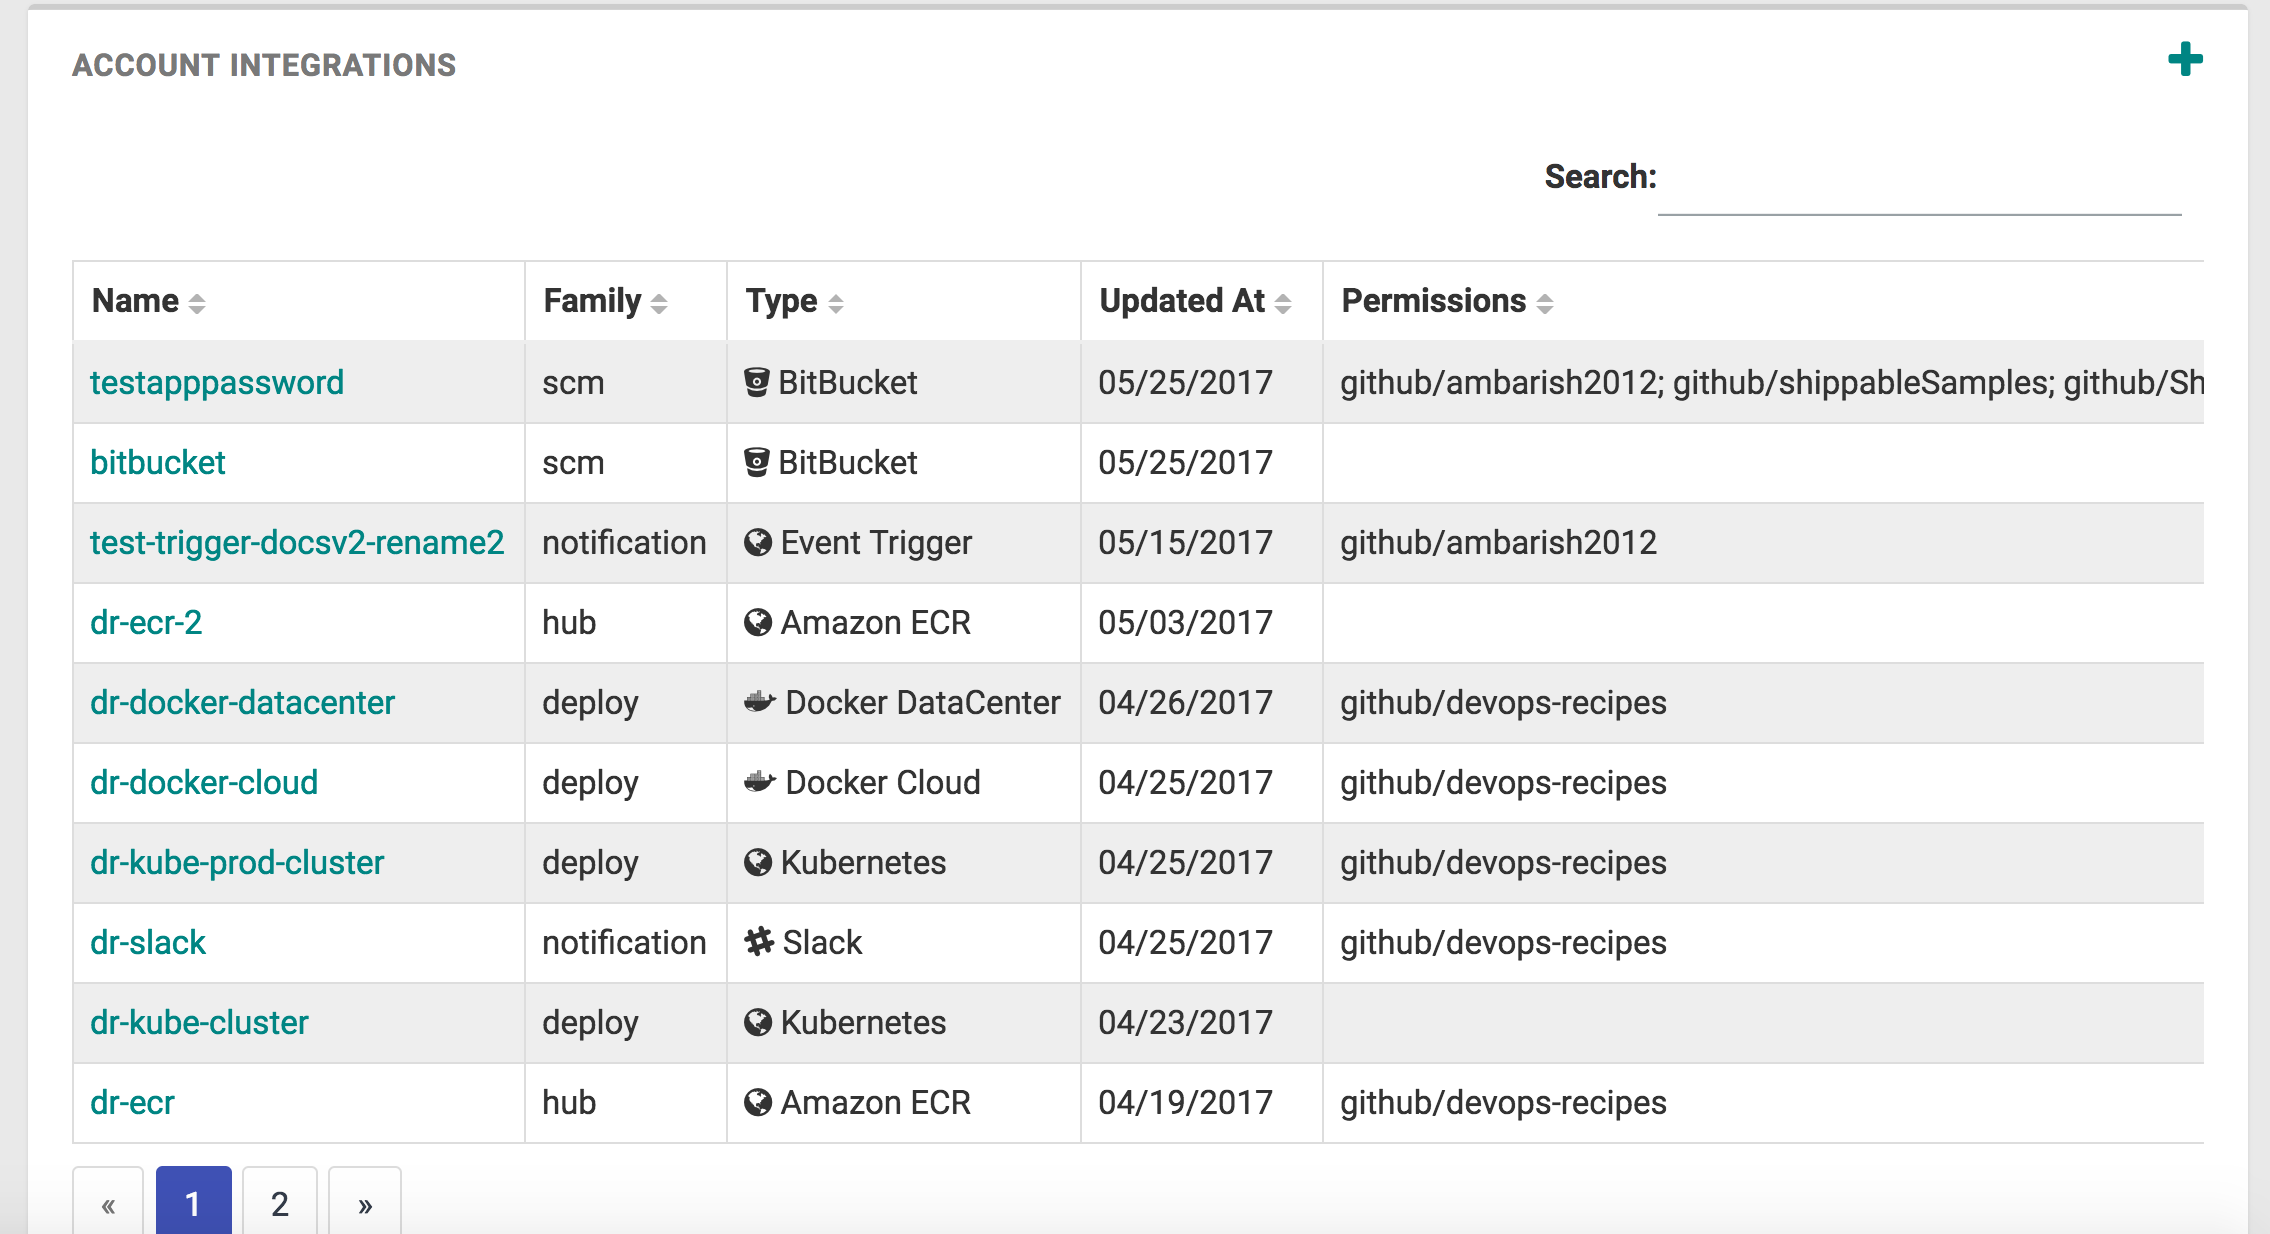 ACCOUNT INTEGRATIONS
Search:
Name Family Type Updated At Permissions
testapppassword scm BitBucket 05/25/2017 github/ambarish2012; github/shippableSamples; github/Sh
bitbucket scm BitBucket 05/25/2017
test-trigger-docsv2-rename2 notification Event Trigger 05/15/2017 github/ambarish2012
dr-ecr-2 hub Amazon ECR 05/03/2017
dr-docker-datacenter deploy Docker DataCenter 04/26/2017 github/devops-recipes
dr-docker-cloud deploy Docker Cloud 04/25/2017 github/devops-recipes
dr-kube-prod-cluster deploy Kubernetes 04/25/2017 github/devops-recipes
dr-slack notification Slack 04/25/2017 github/devops-recipes
dr-kube-cluster deploy Kubernetes 04/23/2017
dr-ecr hub Amazon ECR 04/19/2017 github/devops-recipes
« 1 2 »